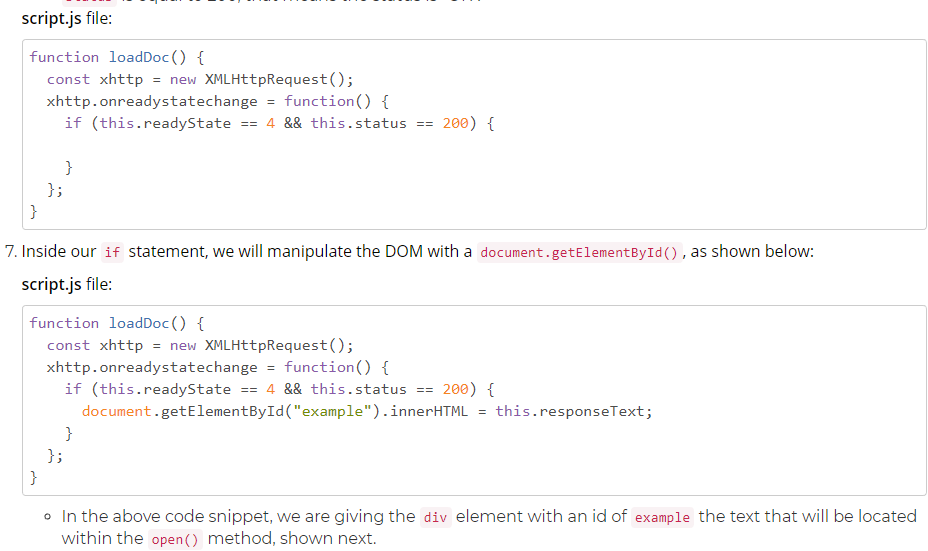 script.js file:
function loadDoc() {
  const xhttp = new XMLHttpRequest();
  xhttp.onreadystatechange = function() {
    if (this.readyState == 4 && this.status == 200) {

    }
  };
}
7. Inside our if statement, we will manipulate the DOM with a document.getElementById() , as shown below:
script.js file:
function loadDoc() {
  const xhttp = new XMLHttpRequest();
  xhttp.onreadystatechange = function() {
    if (this.readyState == 4 && this.status == 200) {
      document.getElementById("example").innerHTML = this.responseText;
    }
  };
}
◦ In the above code snippet, we are giving the div element with an id of example the text that will be located
within the open() method, shown next.